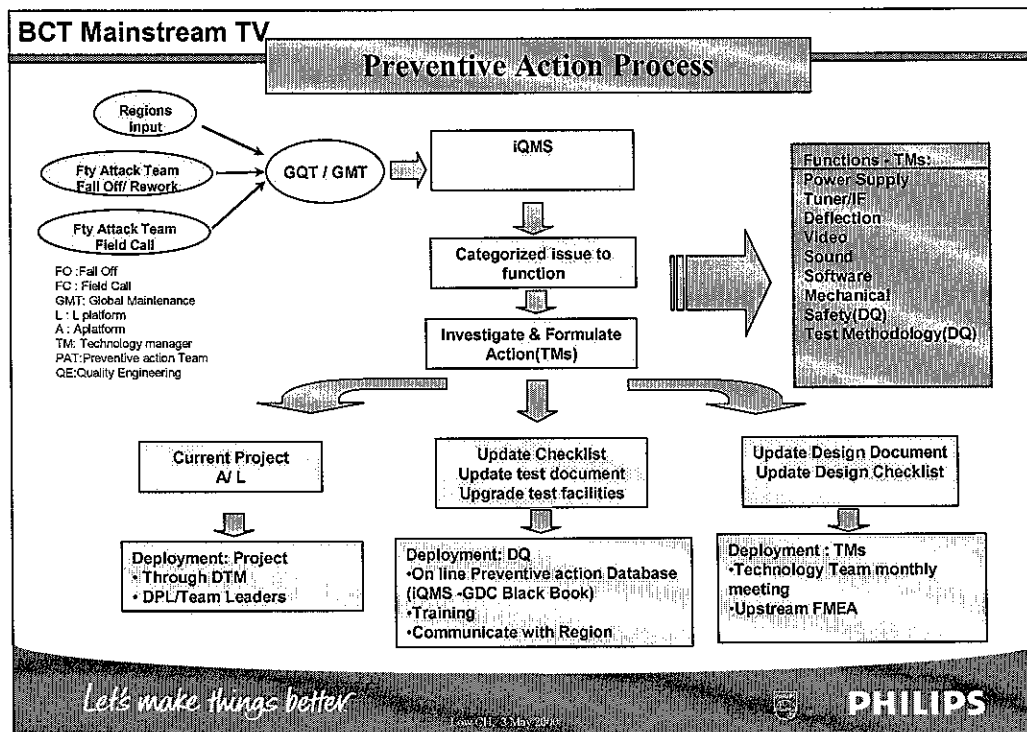 BCT Mainstream TV
Preventive Action Process
Regions
Input
Fty Attack Team
Fall Off/ Rework
Fty Attack Team
Field Call
GQT / GMT
iQMS
Categorized issue to
function
Investigate & Formulate
Action(TMs)
Functions - TMs:
Power Supply
Tuner/IF
Deflection
Video
Sound
Software
Mechanical
Safety(DQ)
Test Methodology(DQ)
FO :Fall Off
FC : Field Call
GMT: Global Maintenance
L : L platform
A : Aplatform
TM: Technology manager
PAT:Preventive action Team
QE:Quality Engineering
Current Project
A/ L
Update Checklist
Update test document
Upgrade test facilities
Update Design Document
Update Design Checklist
Deployment: Project
• Through DTM
• DPL/Team Leaders
Deployment: DQ
•On line Preventive action Database
(iQMS -GDC Black Book)
•Training
•Communicate with Region
Deployment : TMs
•Technology Team monthly
meeting
•Upstream FMEA
Let's make things better
Low CH, 3 May
PHILIPS